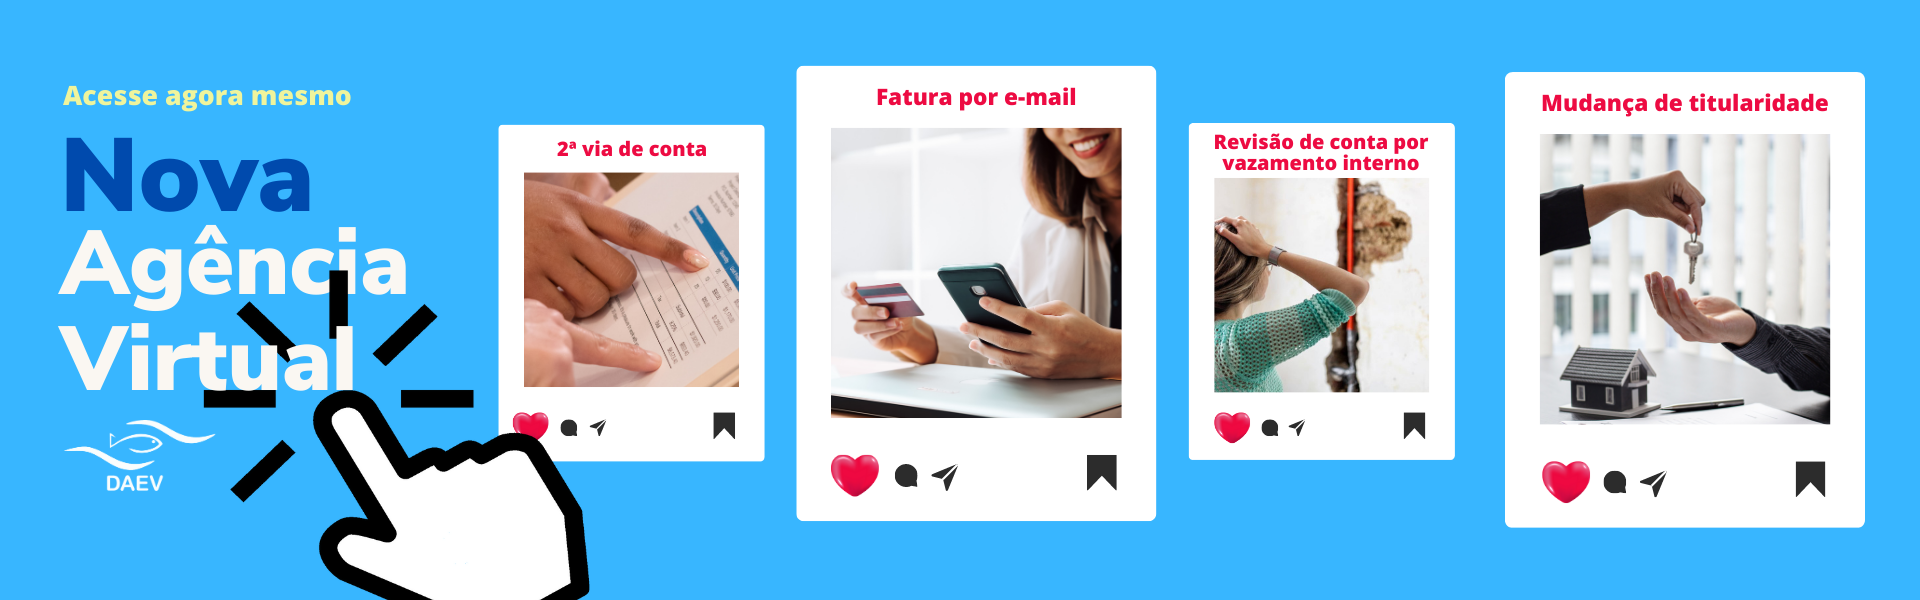 Acesse agora mesmo
Nova
Agência
Virtual
DAEV
2ª via de conta
Fatura por e-mail
Revisão de conta por
vazamento interno
Mudança de titularidade